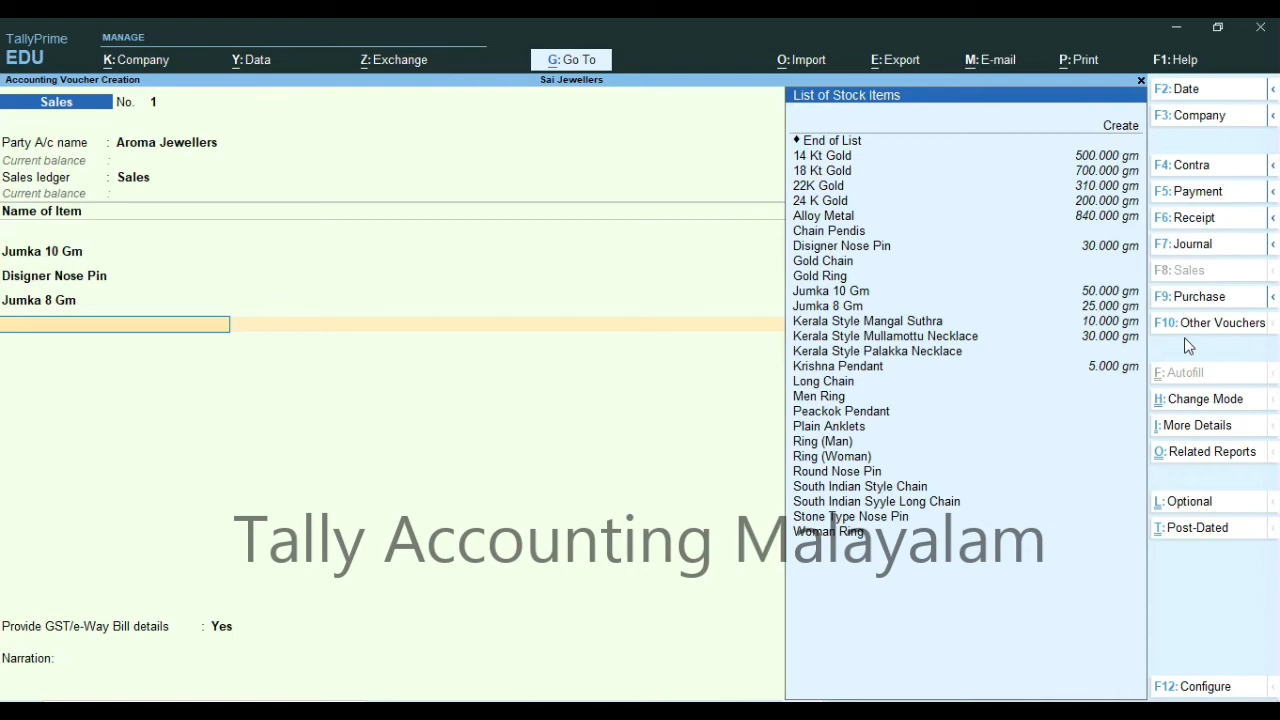 TallyPrime
EDU
MANAGE
K: Company
Y: Data
Z: Exchange
G: Go To
O: Import
E: Export
M: E-mail
P: Print
F1: Help
Accounting Voucher Creation
Sai Jewellers
Sales No. 1
Party A/c name : Aroma Jewellers
Current balance :
Sales ledger : Sales
Current balance :
Name of Item
Jumka 10 Gm
Disigner Nose Pin
Jumka 8 Gm
Provide GST/e-Way Bill details : Yes
Narration:
List of Stock Items
Create
End of List
14 Kt Gold 500.000 gm
18 Kt Gold 700.000 gm
22K Gold 310.000 gm
24 K Gold 200.000 gm
Alloy Metal 840.000 gm
Chain Pendis
Disigner Nose Pin 30.000 gm
Gold Chain
Gold Ring
Jumka 10 Gm 50.000 gm
Jumka 8 Gm 25.000 gm
Kerala Style Mangal Suthra 10.000 gm
Kerala Style Mullamottu Necklace 30.000 gm
Kerala Style Palakka Necklace
Krishna Pendant 5.000 gm
Long Chain
Men Ring
Peackok Pendant
Plain Anklets
Ring (Man)
Ring (Woman)
Round Nose Pin
South Indian Style Chain
South Indian Syyle Long Chain
Stone Type Nose Pin
Woman Ring
Tally Accounting Malayalam
F2: Date
F3: Company
F4: Contra
F5: Payment
F6: Receipt
F7: Journal
F8: Sales
F9: Purchase
F10: Other Vouchers
F: Autofill
H: Change Mode
I: More Details
O: Related Reports
L: Optional
T: Post-Dated
F12: Configure